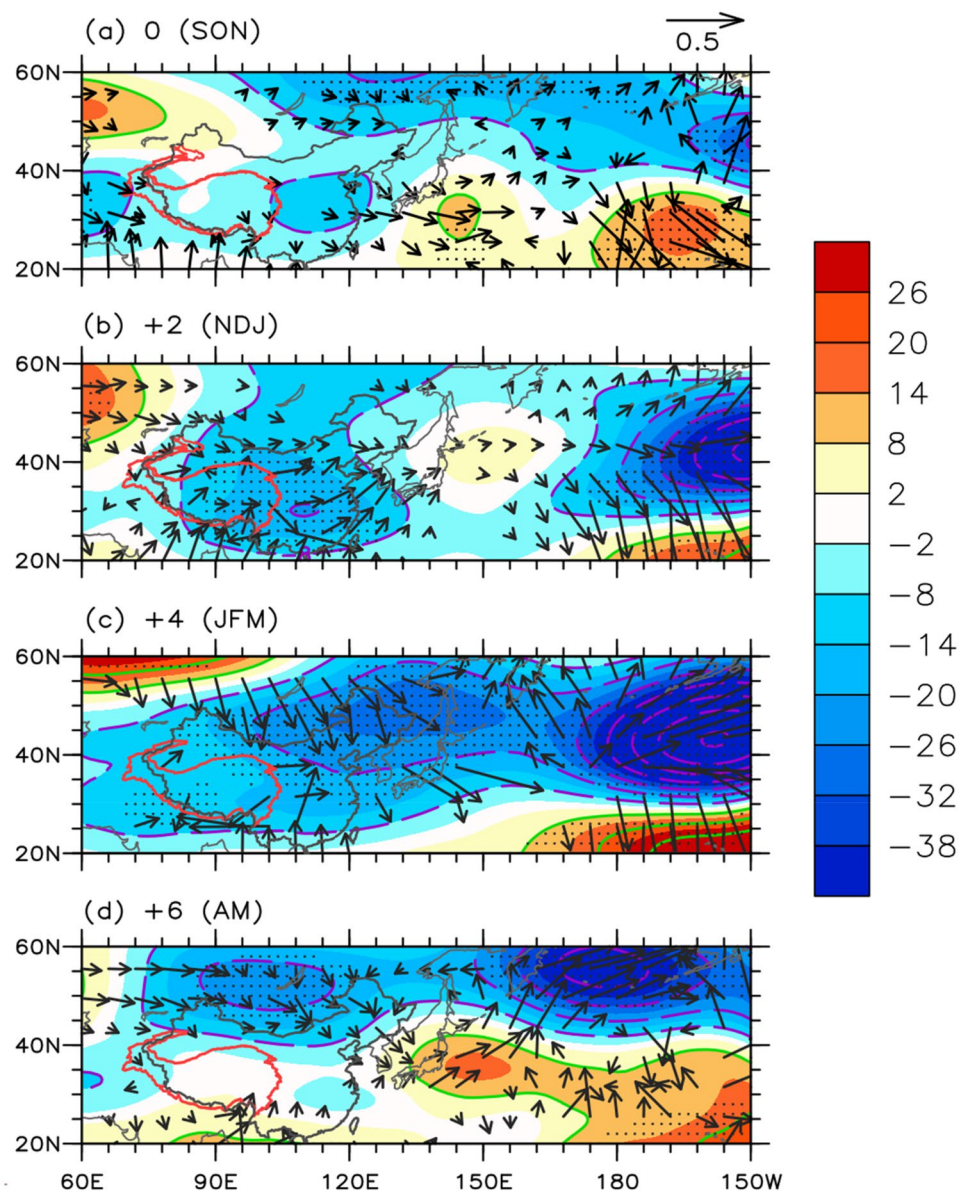 (a) 0 (SON)
0.5
60N
40N
20N
(b) +2 (NDJ)
60N
40N
20N
(c) +4 (JFM)
60N
40N
20N
(d) +6 (AM)
60N
40N
20N
60E 90E 120E 150E 180 150W
26
20
14
8
2
−2
−8
−14
−20
−26
−32
−38